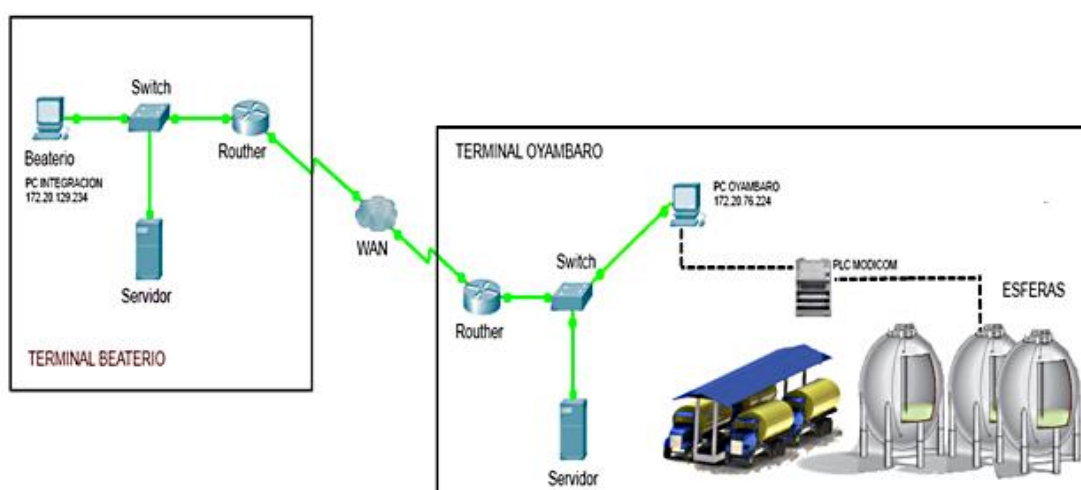 Switch
Beaterio
PC INTEGRACION
172.20.129.234
Routher
Servidor
TERMINAL BEATERIO
WAN
TERMINAL OYAMBARO
PC OYAMBARO
172.20.76.224
Switch
PLC MODICOM
ESFERAS
Routher
Servidor